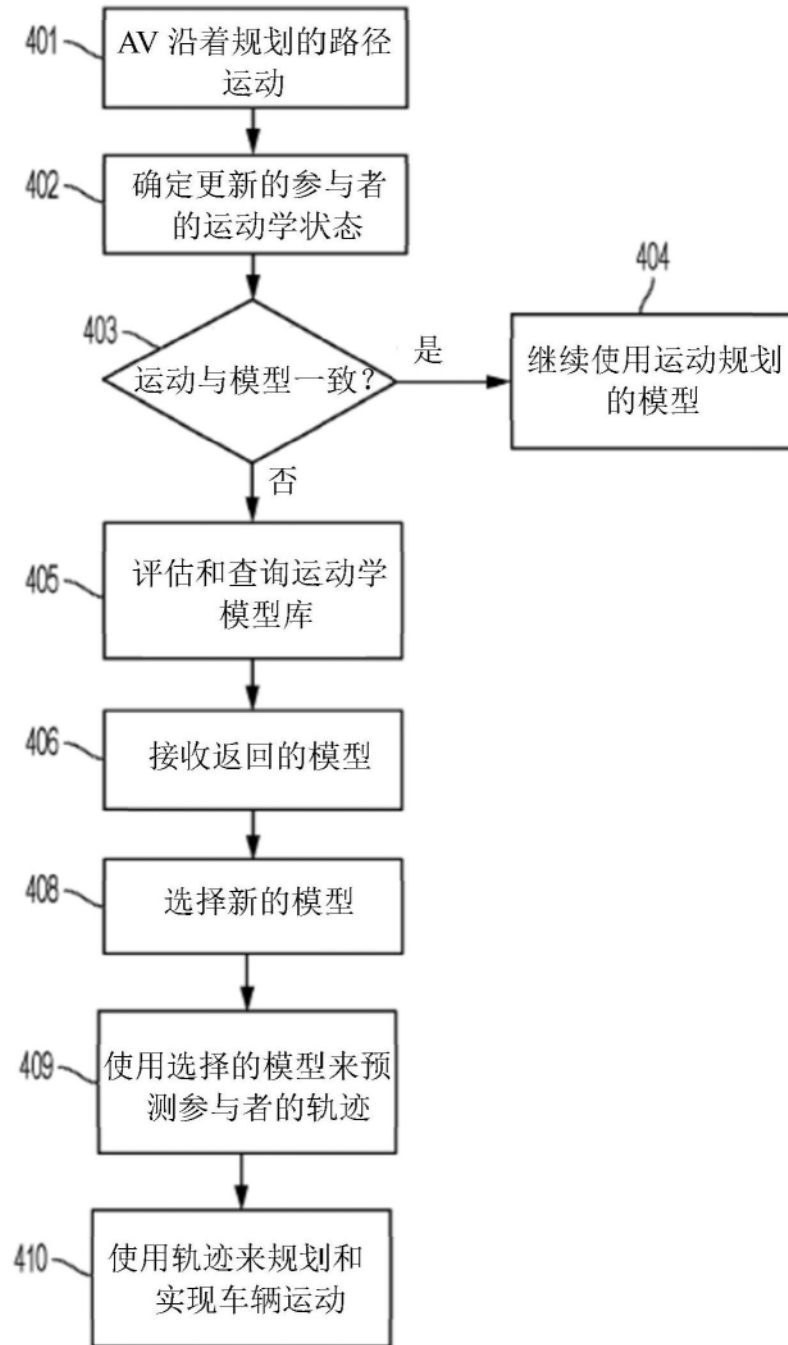 401
AV 沿着规划的路径
运动
402
确定更新的参与者
的运动学状态
403
运动与模型一致？
是
404
继续使用运动规划
的模型
否
405
评估和查询运动学
模型库
406
接收返回的模型
408
选择新的模型
409
使用选择的模型来预
测参与者的轨迹
410
使用轨迹来规划和
实现车辆运动